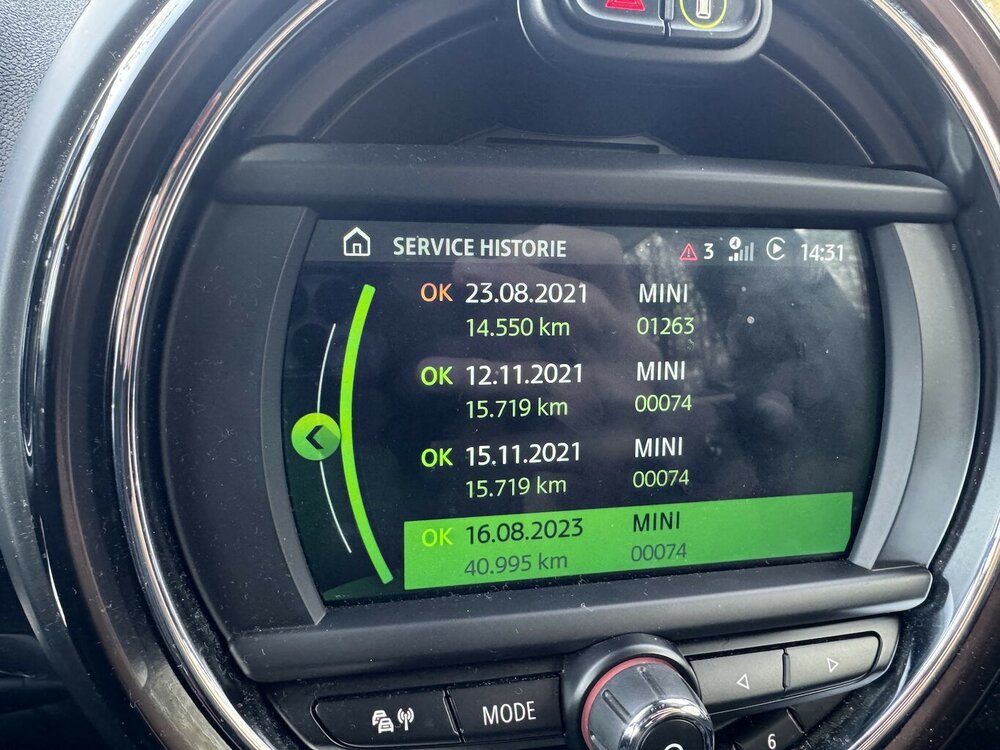 SERVICE HISTORIE 3 14:31
OK 23.08.2021 MINI
14.550 km 01263
OK 12.11.2021 MINI
15.719 km 00074
OK 15.11.2021 MINI
15.719 km 00074
OK 16.08.2023 MINI
40.995 km 00074
MODE
6